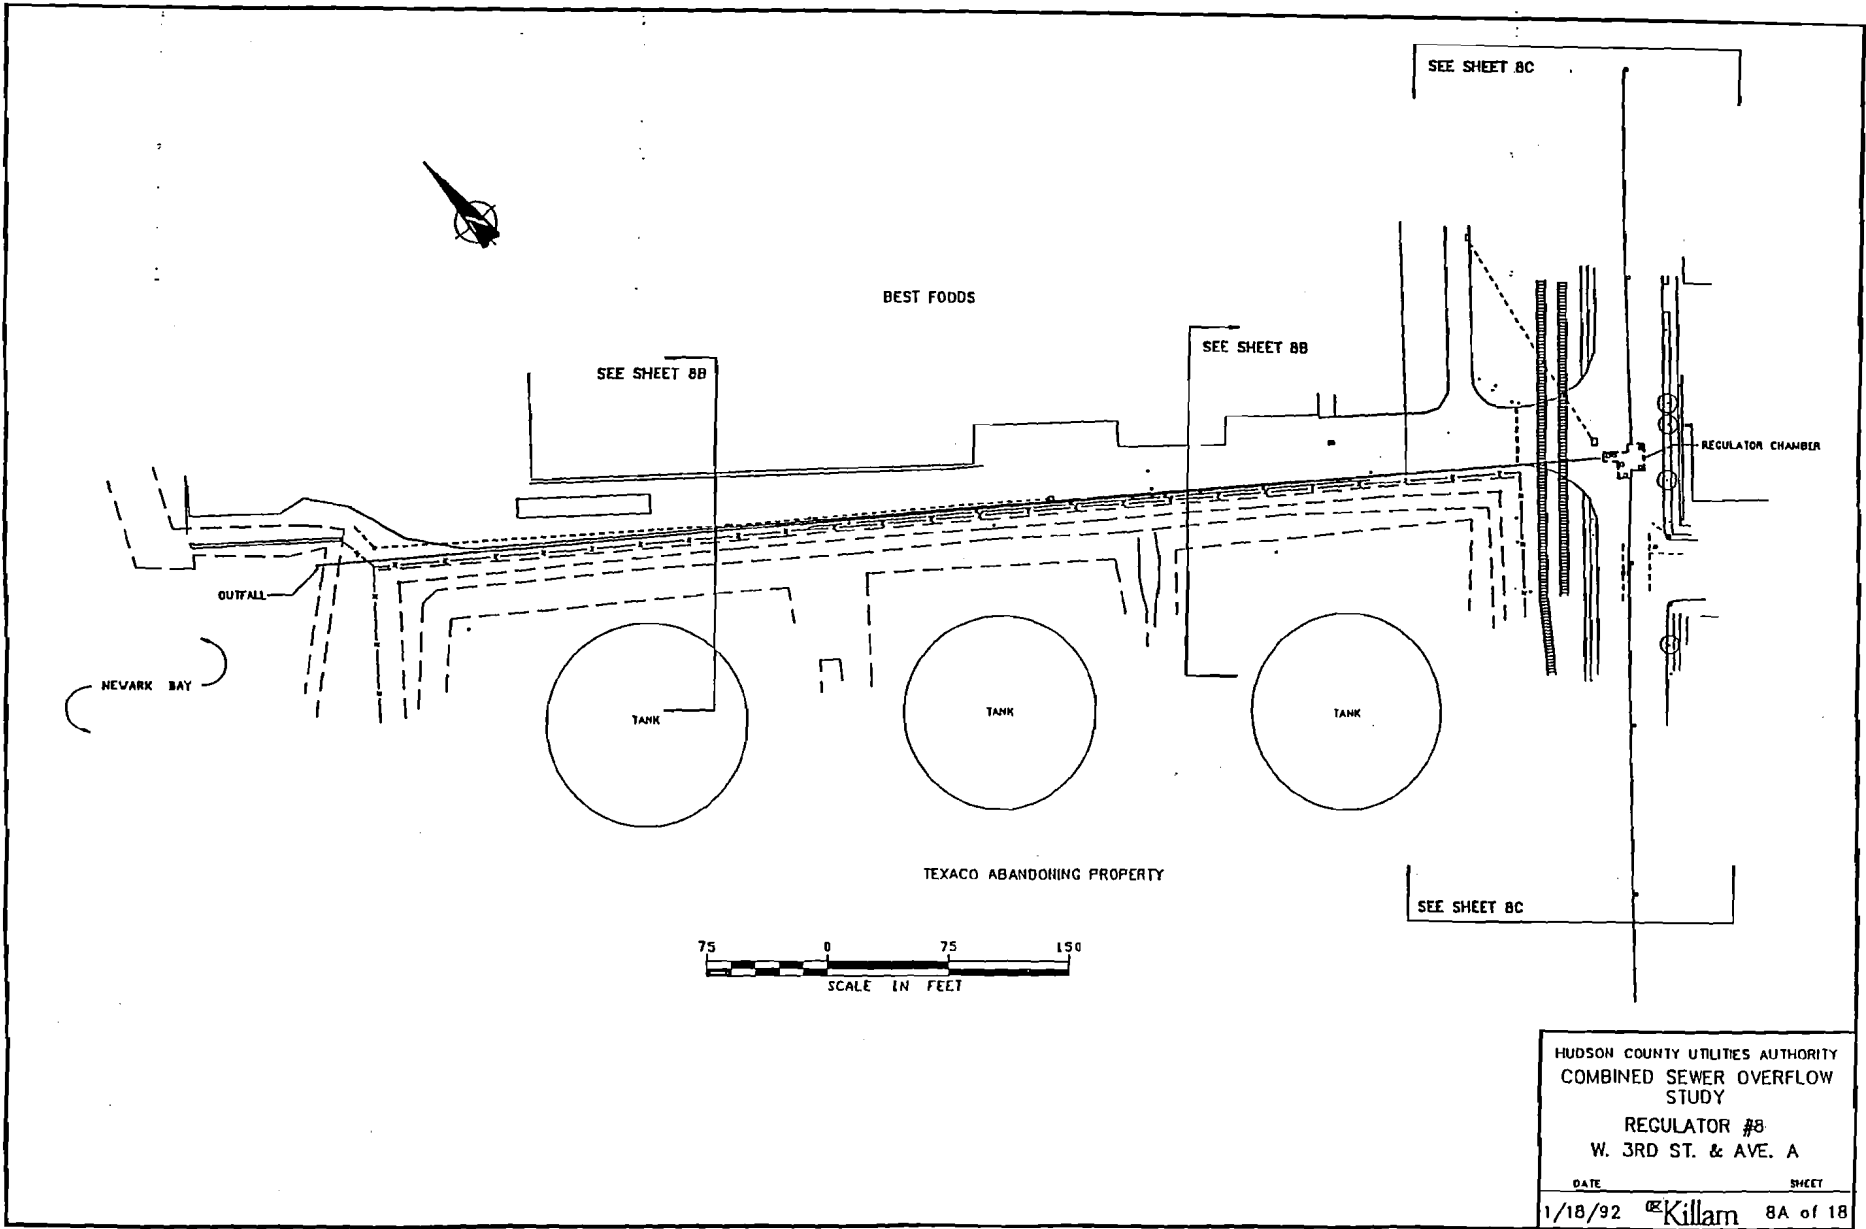 SEE SHEET 8C
BEST FOODS
SEE SHEET 8B
SEE SHEET 8B
REGULATOR CHAMBER
OUTFALL
NEWARK BAY
TANK
TANK
TANK
TEXACO ABANDONING PROPERTY
SEE SHEET 8C
75 0 75 150
SCALE IN FEET
HUDSON COUNTY UTILITIES AUTHORITY
COMBINED SEWER OVERFLOW
STUDY
REGULATOR #8
W. 3RD ST. & AVE. A
DATE SHEET
1/18/92 Killam 8A of 18